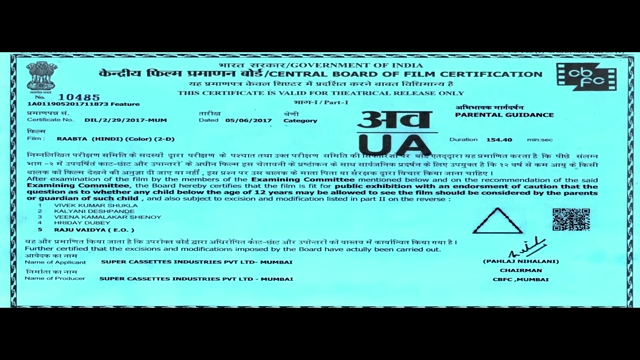 भारत सरकार/GOVERNMENT OF INDIA
केन्द्रीय फिल्म प्रमाणन बोर्ड/CENTRAL BOARD OF FILM CERTIFICATION
यह प्रमाणपत्र केवल थिएटर में प्रदर्शित करने बाबत विधिमान्य है
THIS CERTIFICATE IS VALID FOR THEATRICAL RELEASE ONLY
भाग-I/Part-I
cbfc
No. 10485
1A011905201711873 Feature
प्रमाणपत्र सं.
Certificate No. DIL/2/29/2017-MUM
तारीख
Dated 05/06/2017
श्रेणी
Category
अव
UA
अभिभावक मार्गदर्शन
PARENTAL GUIDANCE
फिल्म
Film RAABTA (HINDI) (Color) (2-D)
Duration 154.40 min:sec
After examination of the film by the members of the Examining Committee mentioned below and on the recommendation of the said
Examining Committee, the Board hereby certifies that the film is fit for public exhibition with an endorsement of caution that the
question as to whether any child below the age of 12 years may be allowed to see the film should be considered by the parents
or guardian of such child, and also subject to excision and modification listed in part II on the reverse :
1 VIVEK KUMAR SHUKLA
2 KALYANI DESHPANDE
3 VEENA KAMALAKAR SHENOY
4 HRIDAY DUBEY
5 RAJU VAIDYA (E.O.)
यह और प्रमाणित किया जाता है कि बोर्ड द्वारा अधिरोपित काट-छांट और उपान्तरों को वास्तव में कार्यान्वित किया गया है।
Further certified that the excisions and modifications imposed by the Board have actully been carried out.
आवेदक का नाम
Name of Applicant SUPER CASSETTES INDUSTRIES PVT LTD- MUMBAI
निर्माता का नाम
Name of Producer SUPER CASSETTES INDUSTRIES PVT LTD- MUMBAI
(PAHLAJ NIHALANI)
CHAIRMAN
CBFC,MUMBAI